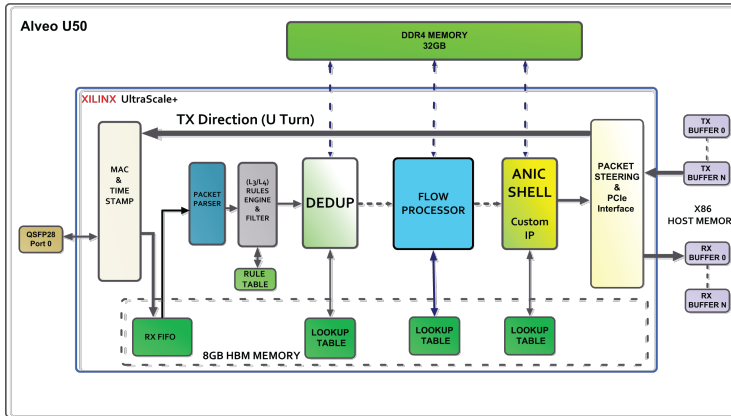 Alveo U50
DDR4 MEMORY
32GB
XILINX UltraScale+
TX Direction (U Turn)
MAC
&
TIME
STAMP
PACKET
PARSER
(L3/L4)
RULES
ENGINE &
FILTER
DEDUP
FLOW
PROCESSOR
ANIC
SHELL
Custom
IP
PACKET
STEERING
&
PCIe
Interface
TX
BUFFER 0
TX
BUFFER N
X86
HOST MEMOR
RX
BUFFER 0
RX
BUFFER N
QSFP28
Port 0
RULE
TABLE
RX FIFO
LOOKUP
TABLE
LOOKUP
TABLE
LOOKUP
TABLE
8GB HBM MEMORY